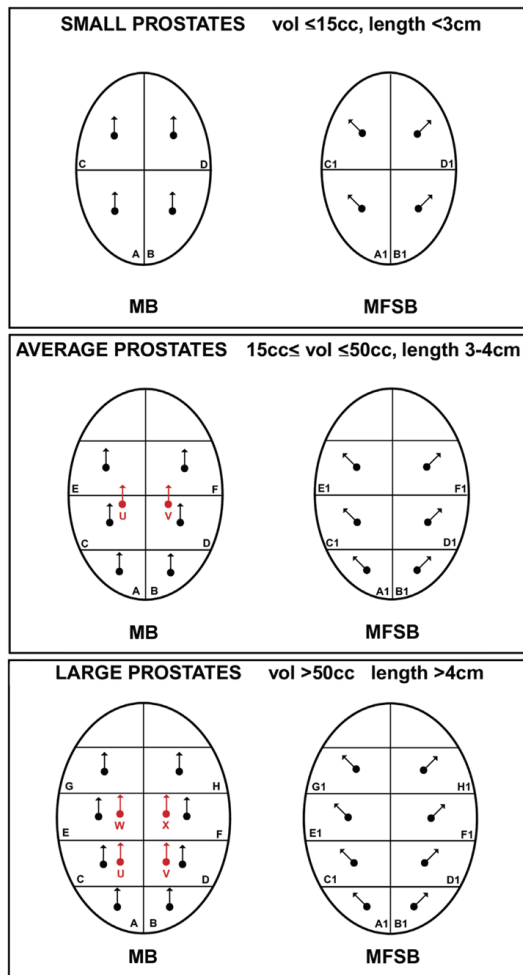 SMALL PROSTATES vol ≤15cc, length <3cm
C D C1 D1
A B A1 B1
MB MFSB
AVERAGE PROSTATES 15cc≤ vol ≤50cc, length 3-4cm
E F E1 F1
U V
C D C1 D1
A B A1 B1
MB MFSB
LARGE PROSTATES vol >50cc length >4cm
G H G1 H1
W X
E F E1 F1
U V
C D C1 D1
A B A1 B1
MB MFSB